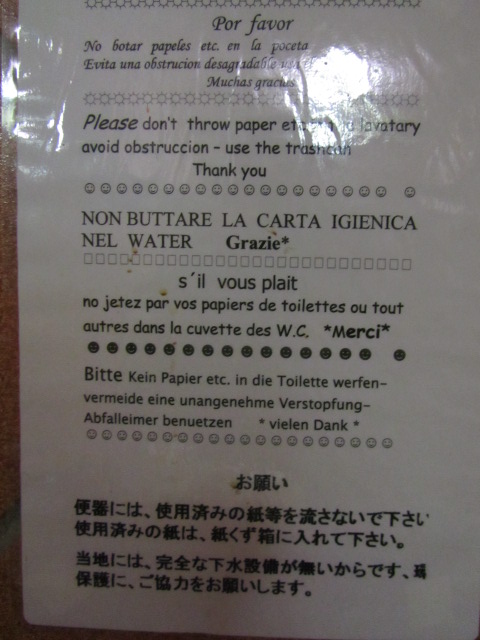 Por favor
No botar papeles etc. en la poceta
Evita una obstrucion desagradable
Muchas gracias
Please don't throw paper lavatary
avoid obstruccion – use the trashcan
Thank you
NON BUTTARE LA CARTA IGIENICA
NEL WATER Grazie*
s´il vous plait
no jetez par vos papiers de toilettes ou tout
autres dans la cuvette des W.C. *Merci*
Bitte Kein Papier etc. in die Toilette werfen–
vermeide eine unangenehme Verstopfung–
Abfalleimer benuetzen * vielen Dank *
お願い
便器には、使用済みの紙等を流さないで下さい
使用済みの紙は、紙くず箱に入れて下さい。
当地には、完全な下水設備が無いからです、環
保護に、ご協力をお願いします。